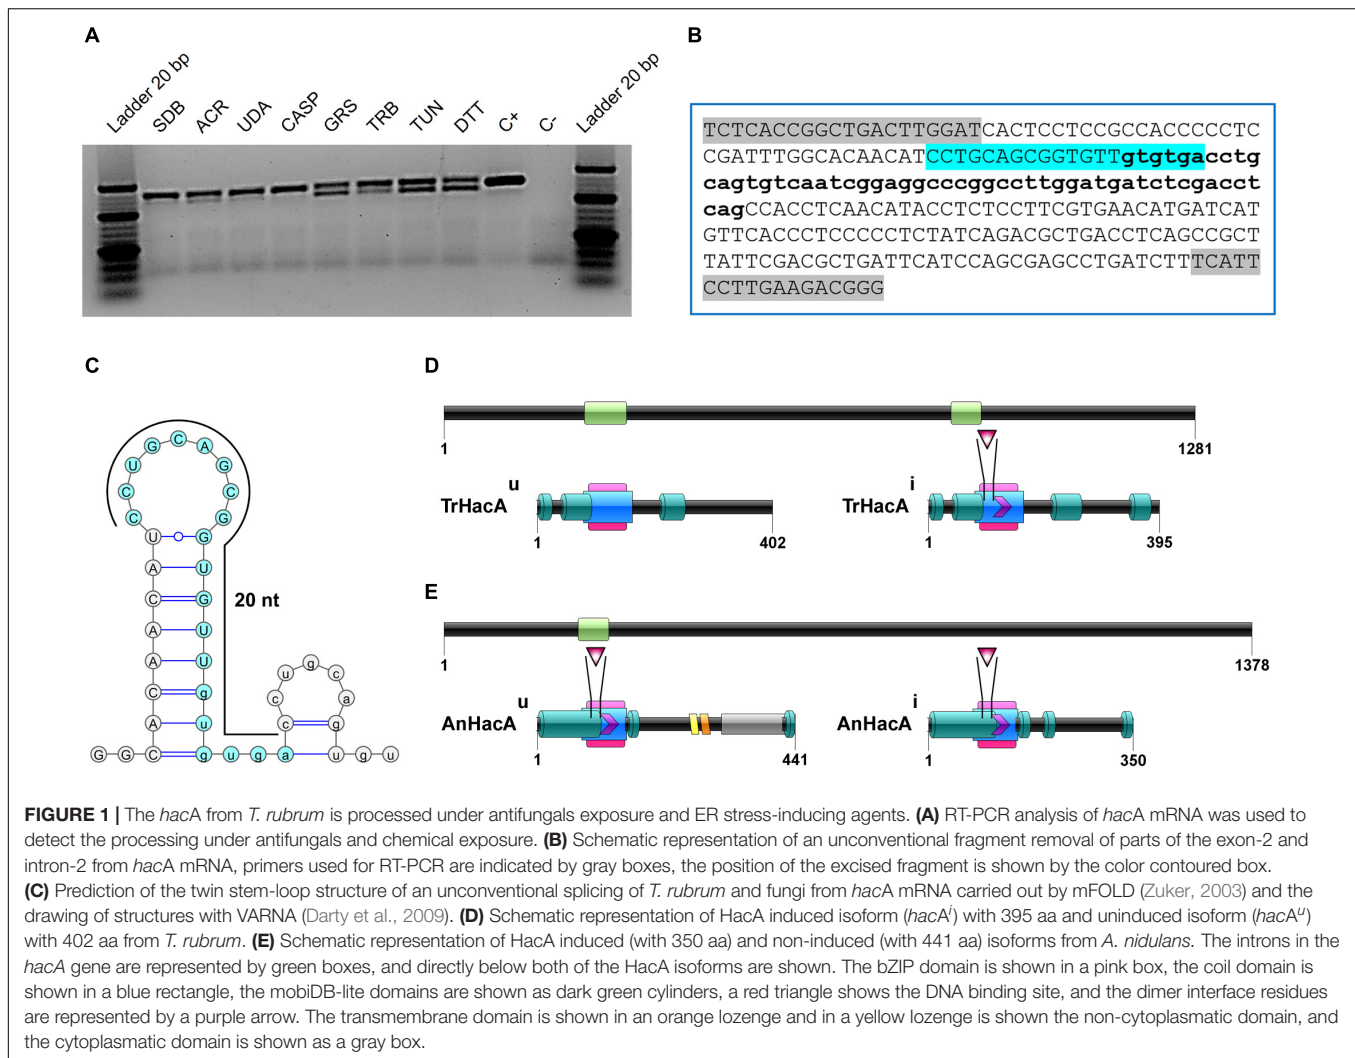 A
B
Ladder 20 bp
SDB
ACR
UDA
CASP
GRS
TRB
TUN
DTT
C+
C-
Ladder 20 bp
TCTCACCGGCTGACTTGGATCACTCCTCCGCCACCCCCTC
CGATTTGGCACAACATCCTGCAGCGGTGTTgtgtgacctg
cagtgtcaatcggaggcccggccttggatgatctcgacct
cagCCACCTCAACATACCTCTCCTTCGTGAACATGATCAT
GTTCACCCTCCCCCTCTATCAGACGCTGACCTCAGCCGCT
TATTCGACGCTGATTCATCCAGCGAGCCTGATCTTTCATT
CCTTGAAGACGGG
C
C C U G C A G C G
U G
A U
C G
A U
A U
C g
A u
G G C g u g a u g u
20 nt
c c u g c a g
D
1
1281
TrHacA u
1
402
TrHacA i
1
395
E
1
1378
AnHacA u
1
441
AnHacA i
1
350
FIGURE 1 | The hacA from T. rubrum is processed under antifungals exposure and ER stress-inducing agents. (A) RT-PCR analysis of hacA mRNA was used to
detect the processing under antifungals and chemical exposure. (B) Schematic representation of an unconventional fragment removal of parts of the exon-2 and
intron-2 from hacA mRNA, primers used for RT-PCR are indicated by gray boxes, the position of the excised fragment is shown by the color contoured box.
(C) Prediction of the twin stem-loop structure of an unconventional splicing of T. rubrum and fungi from hacA mRNA carried out by mFOLD (Zuker, 2003) and the
drawing of structures with VARNA (Darty et al., 2009). (D) Schematic representation of HacA induced isoform (hacAi) with 395 aa and uninduced isoform (hacAu)
with 402 aa from T. rubrum. (E) Schematic representation of HacA induced (with 350 aa) and non-induced (with 441 aa) isoforms from A. nidulans. The introns in the
hacA gene are represented by green boxes, and directly below both of the HacA isoforms are shown. The bZIP domain is shown in a pink box, the coil domain is
shown in a blue rectangle, the mobiDB-lite domains are shown as dark green cylinders, a red triangle shows the DNA binding site, and the dimer interface residues
are represented by a purple arrow. The transmembrane domain is shown in an orange lozenge and in a yellow lozenge is shown the non-cytoplasmatic domain, and
the cytoplasmatic domain is shown as a gray box.